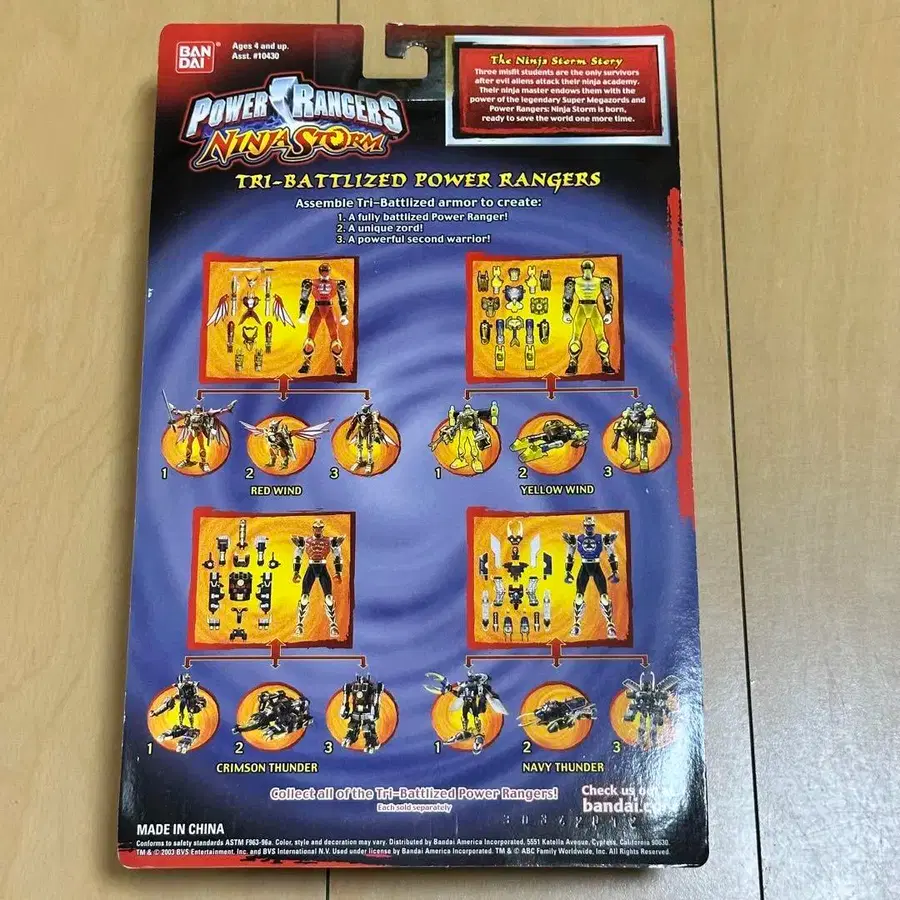 BAN
DAI
Ages 4 and up.
Asst. #10430
POWER RANGERS
NINJA STORM
The Ninja Storm Story
Three misfit students are the only survivors
after evil aliens attack their ninja academy.
Their ninja master endows them with the
power of the legendary Super Megazords and
Power Rangers: Ninja Storm is born,
ready to save the world one more time.
TRI-BATTLIZED POWER RANGERS
Assemble Tri-Battlized armor to create:
1. A fully battlized Power Ranger!
2. A unique zord!
3. A powerful second warrior!
1 2 3
RED WIND
1 2 3
YELLOW WIND
1 2 3
CRIMSON THUNDER
1 2 3
NAVY THUNDER
Collect all of the Tri-Battlized Power Rangers!
Each sold separately
Check us out at
bandai.com
MADE IN CHINA
Conforms to safety standards ASTM F963-96a. Color, style and decoration may vary. Distributed by Bandai America Incorporated, 5551 Katella Avenue, Cypress, California 90630.
TM & © 2003 BVS Entertainment, Inc. and BVS International N.V. Used under license by Bandai America Incorporated. TM & © ABC Family Worldwide, Inc. All Rights Reserved.